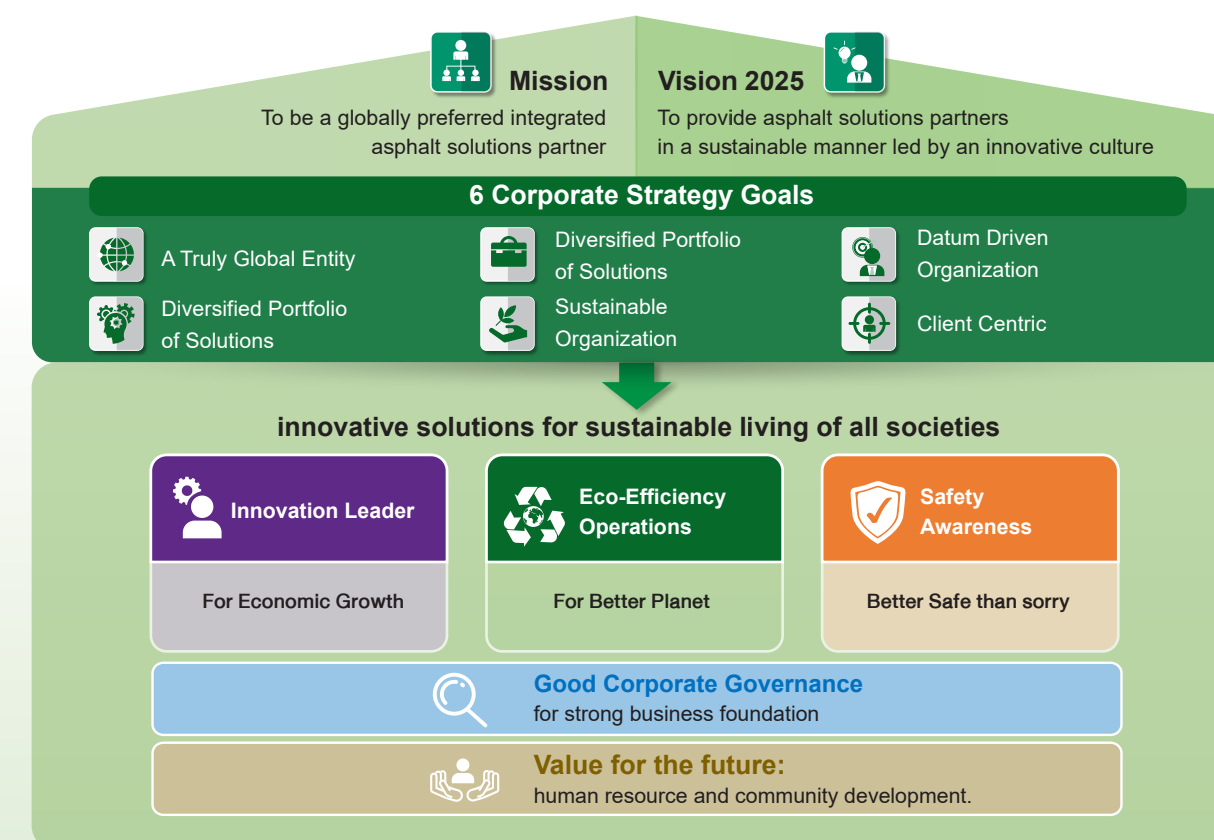 Mission
To be a globally preferred integrated
asphalt solutions partner
Vision 2025
To provide asphalt solutions partners
in a sustainable manner led by an innovative culture
6 Corporate Strategy Goals
A Truly Global Entity
Diversified Portfolio
of Solutions
Datum Driven
Organization
Diversified Portfolio
of Solutions
Sustainable
Organization
Client Centric
innovative solutions for sustainable living of all societies
Innovation Leader
For Economic Growth
Eco-Efficiency
Operations
For Better Planet
Safety
Awareness
Better Safe than sorry
Good Corporate Governance
for strong business foundation
Value for the future:
human resource and community development.